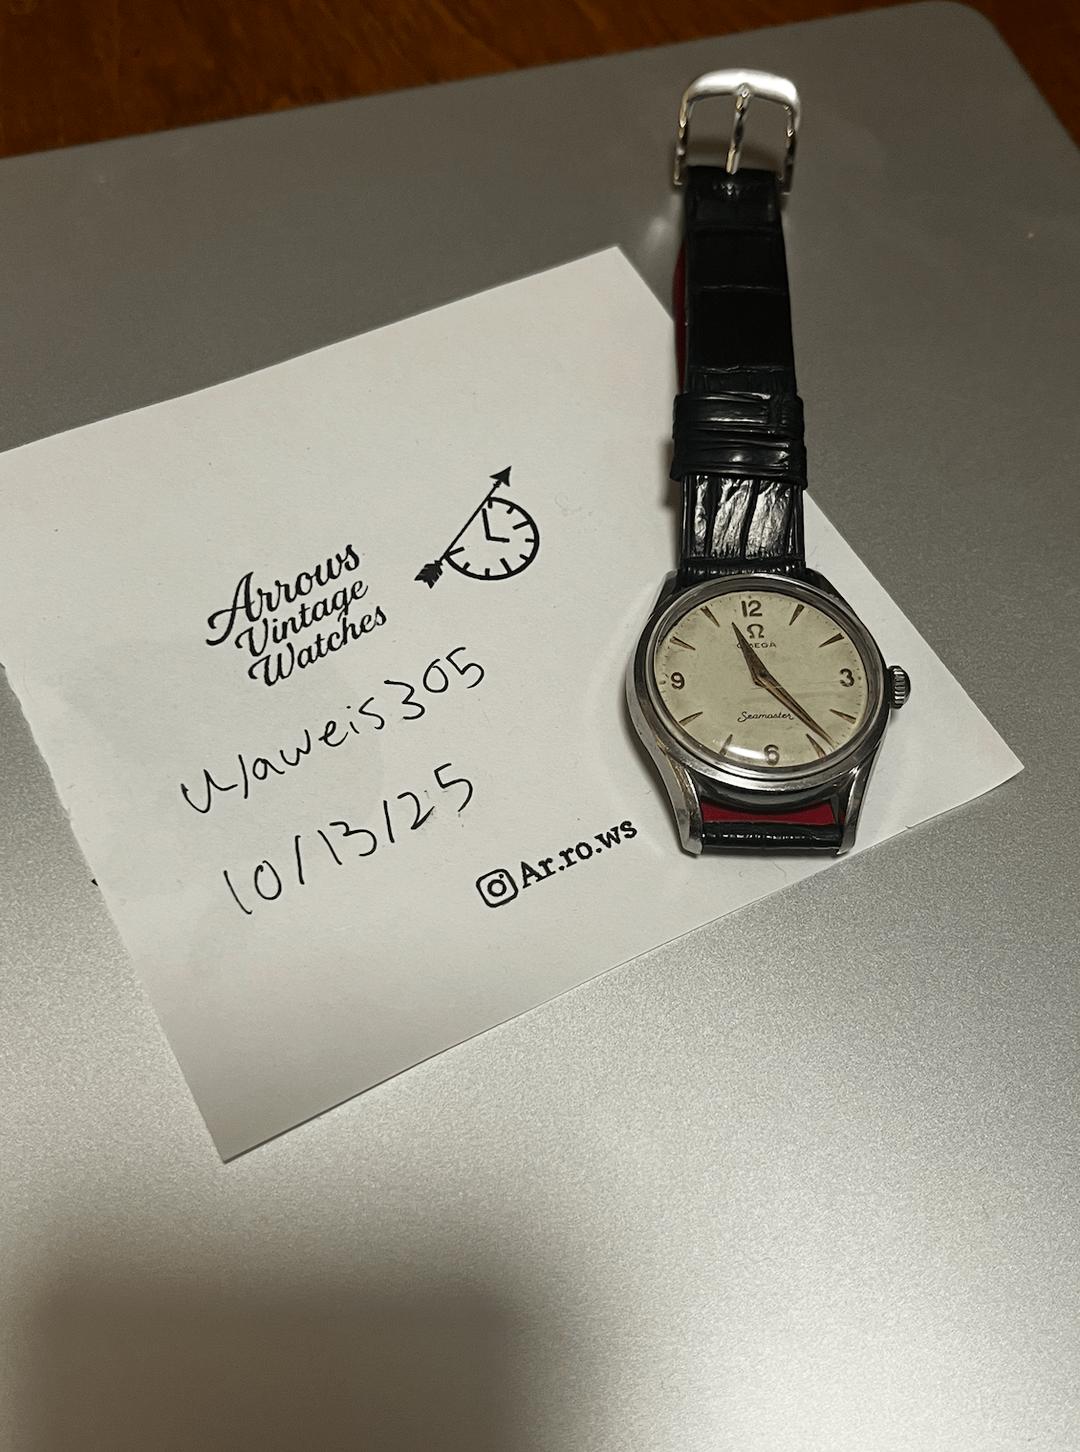 Arrows
Vintage
Watches
u/aweis305
10/13/25
Ar.ro.ws
12
Ω
OMEGA
9
3
Seamaster
6